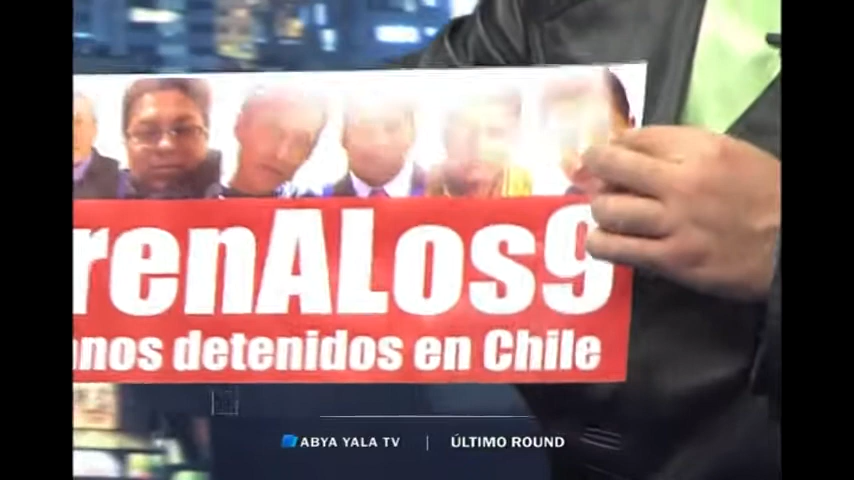 renALos9
nos detenidos en Chile
ABYA YALA TV | ÚLTIMO ROUND